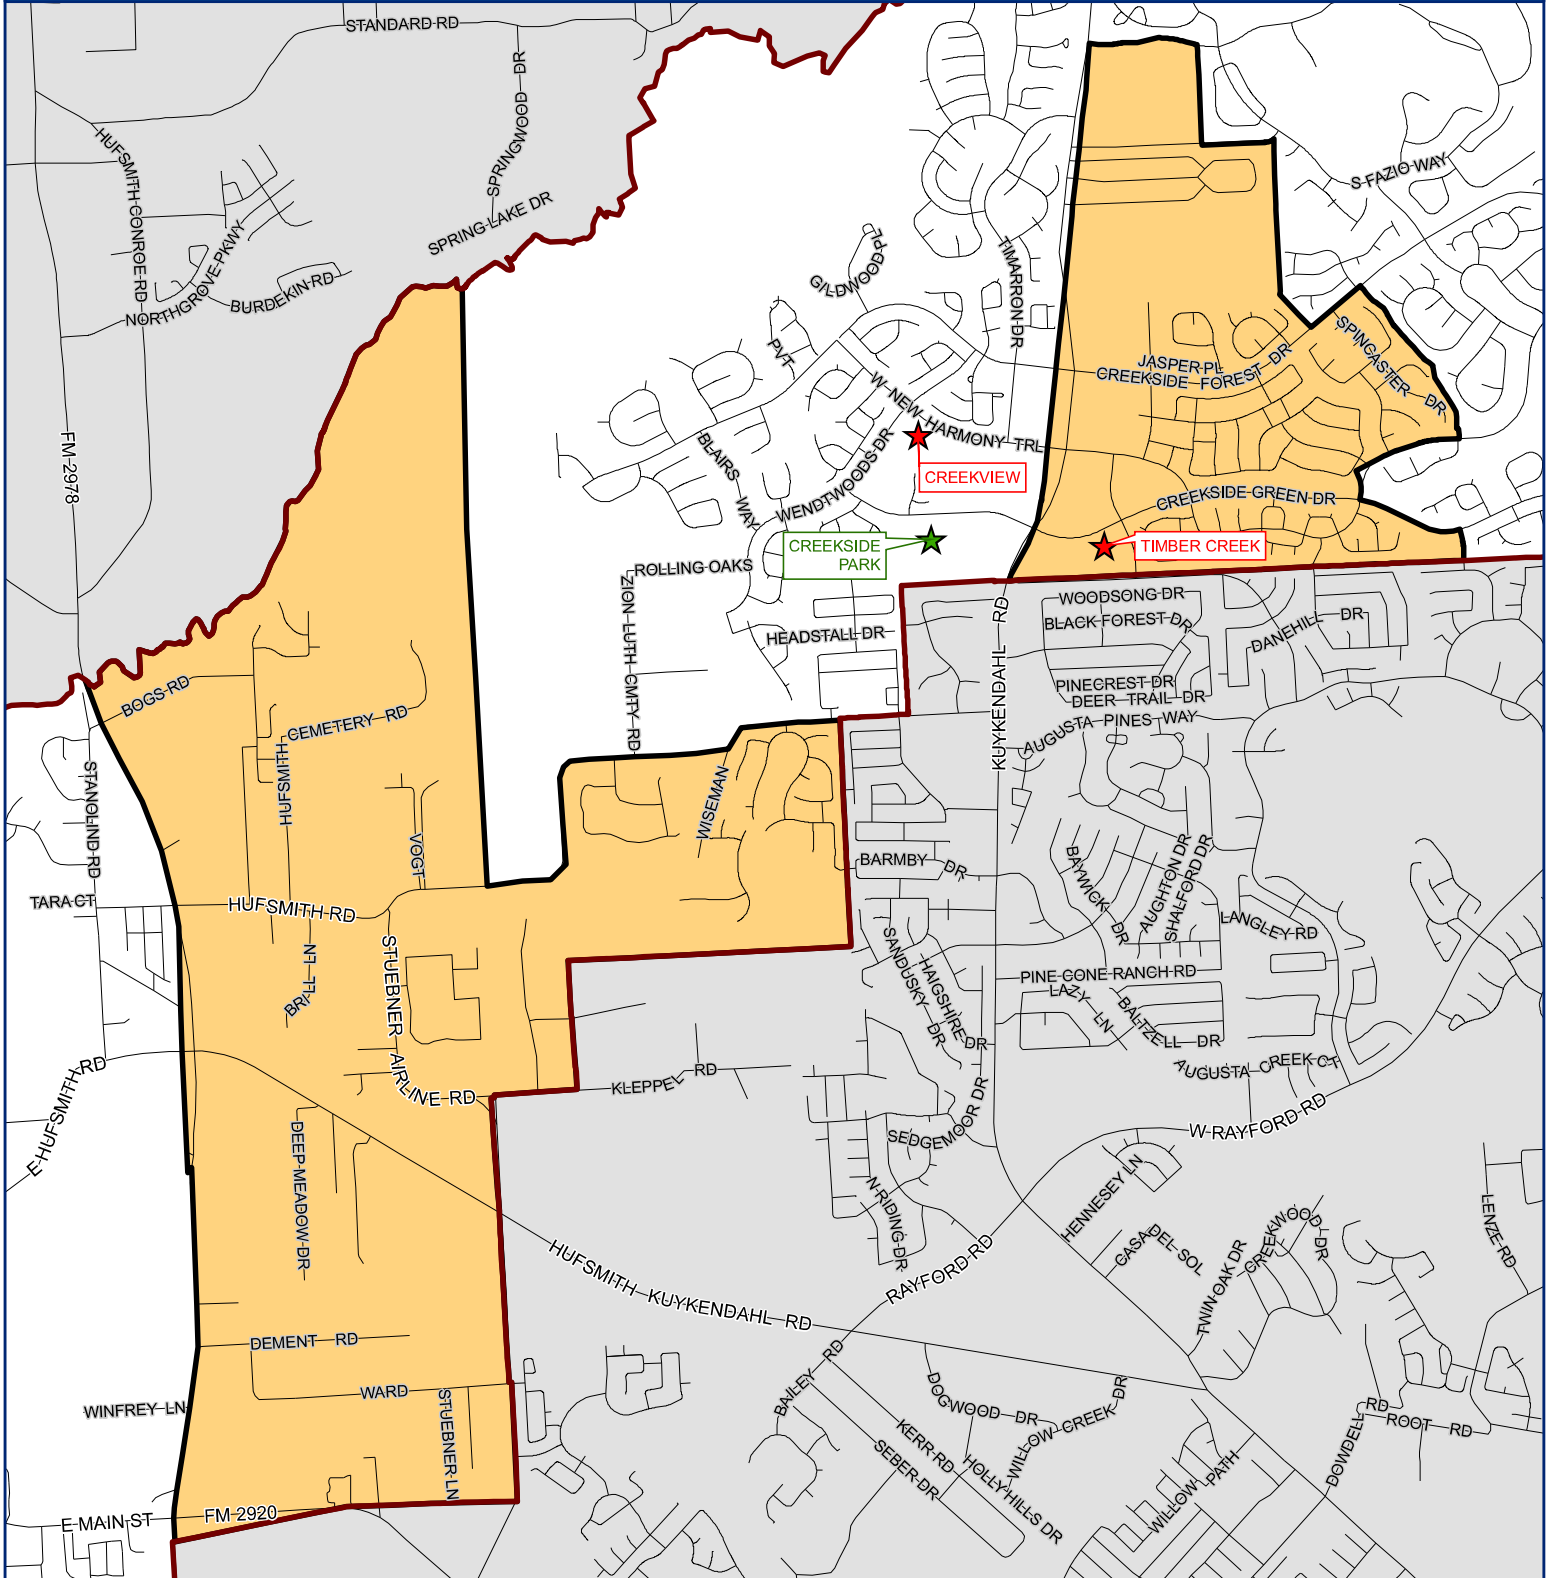 STANDARD RD
SPRINGWOOD DR
HUFSMITH-CONROE RD
S FAZIO WAY
SPRING LAKE DR
NORTHGROVE PKWY
BURDEKIN RD
GILDWOOD PL
TIMARRON DR
PVT
JASPER PL
CREEKSIDE FOREST DR
SPINCASTER DR
W NEW HARMONY TRL
FM 2978
BLAIRS WAY
WENDTWOODS DR
CREEKVIEW
CREEKSIDE GREEN DR
CREEKSIDE
PARK
TIMBER CREEK
ROLLING OAKS
ZION LUTH CMTY RD
HEADSTALL DR
KUYKENDAHL RD
WOODSONG DR
BLACK FOREST DR
DANEHILL DR
PINECREST DR
DEER TRAIL DR
AUGUSTA PINES WAY
BOGS RD
CEMETERY RD
HUFSMITH
STANOLIND RD
WISEMAN
VOGT
BARMBY DR
BAYWICK DR
AUGHTON DR
SHALFORD DR
LANGLEY RD
TARA CT
HUFSMITH RD
STUEBNER AIRLINE RD
BRILL LN
SANDUSKY DR
HAIGSHIRE DR
PINE CONE RANCH RD
LAZY LN
BALTZELL DR
AUGUSTA CREEK CT
E HUFSMITH RD
KLEPPEL RD
SEDGEMOOR DR
W RAYFORD RD
DEEP MEADOW DR
N RIDING DR
HENNESEY LN
CASA DEL SOL
CREEKWOOD DR
TWIN OAK DR
LENZE RD
RAYFORD RD
HUFSMITH KUYKENDAHL RD
DEMENT RD
WARD
STUEBNER LN
WINFREY LN
BAILEY RD
DOGWOOD DR
WILLOW CREEK DR
KERR RD
SEBER DR
HOLLY HILLS DR
WILLOW PATH
DOWDELL RD
ROOT RD
E MAIN ST
FM 2920